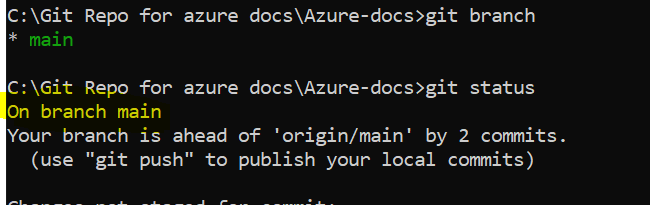 C:\Git Repo for azure docs\Azure-docs>git branch
* main
C:\Git Repo for azure docs\Azure-docs>git status
On branch main
Your branch is ahead of 'origin/main' by 2 commits.
(use "git push" to publish your local commits)